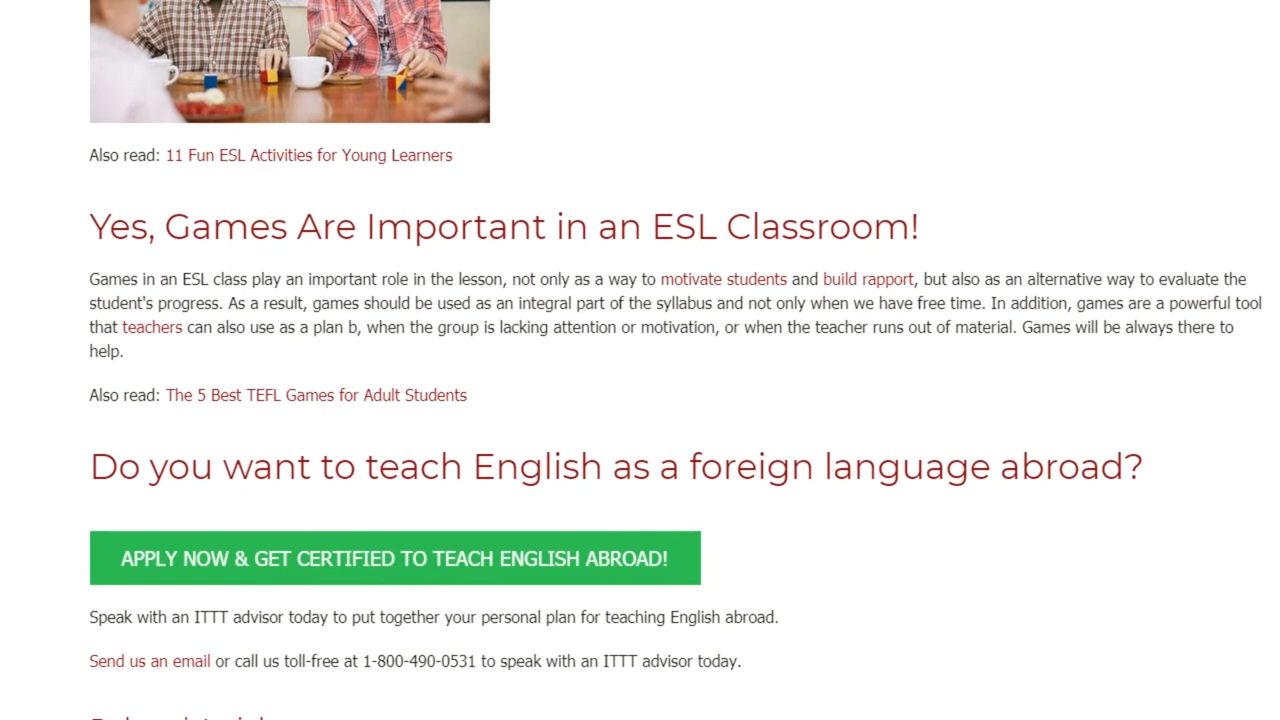 Also read: 11 Fun ESL Activities for Young Learners
Yes, Games Are Important in an ESL Classroom!
Games in an ESL class play an important role in the lesson, not only as a way to motivate students and build rapport, but also as an alternative way to evaluate the
student's progress. As a result, games should be used as an integral part of the syllabus and not only when we have free time. In addition, games are a powerful tool
that teachers can also use as a plan b, when the group is lacking attention or motivation, or when the teacher runs out of material. Games will be always there to
help.
Also read: The 5 Best TEFL Games for Adult Students
Do you want to teach English as a foreign language abroad?
APPLY NOW & GET CERTIFIED TO TEACH ENGLISH ABROAD!
Speak with an ITTT advisor today to put together your personal plan for teaching English abroad.
Send us an email or call us toll-free at 1-800-490-0531 to speak with an ITTT advisor today.